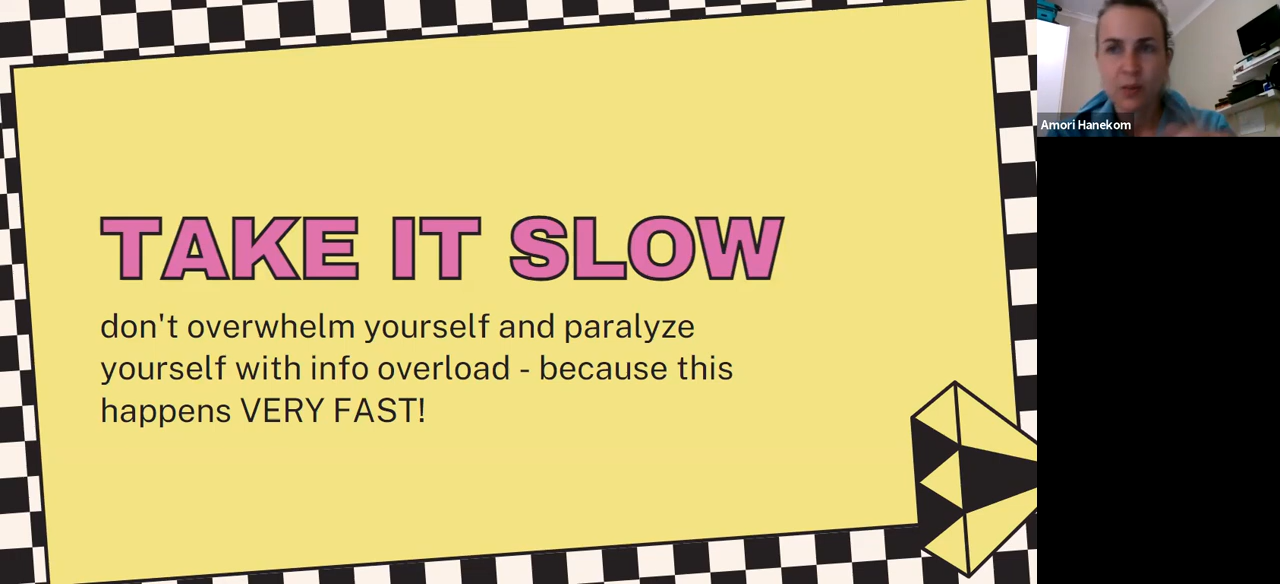 TAKE IT SLOW
don't overwhelm yourself and paralyze
yourself with info overload - because this
happens VERY FAST!
Amori Hanekom